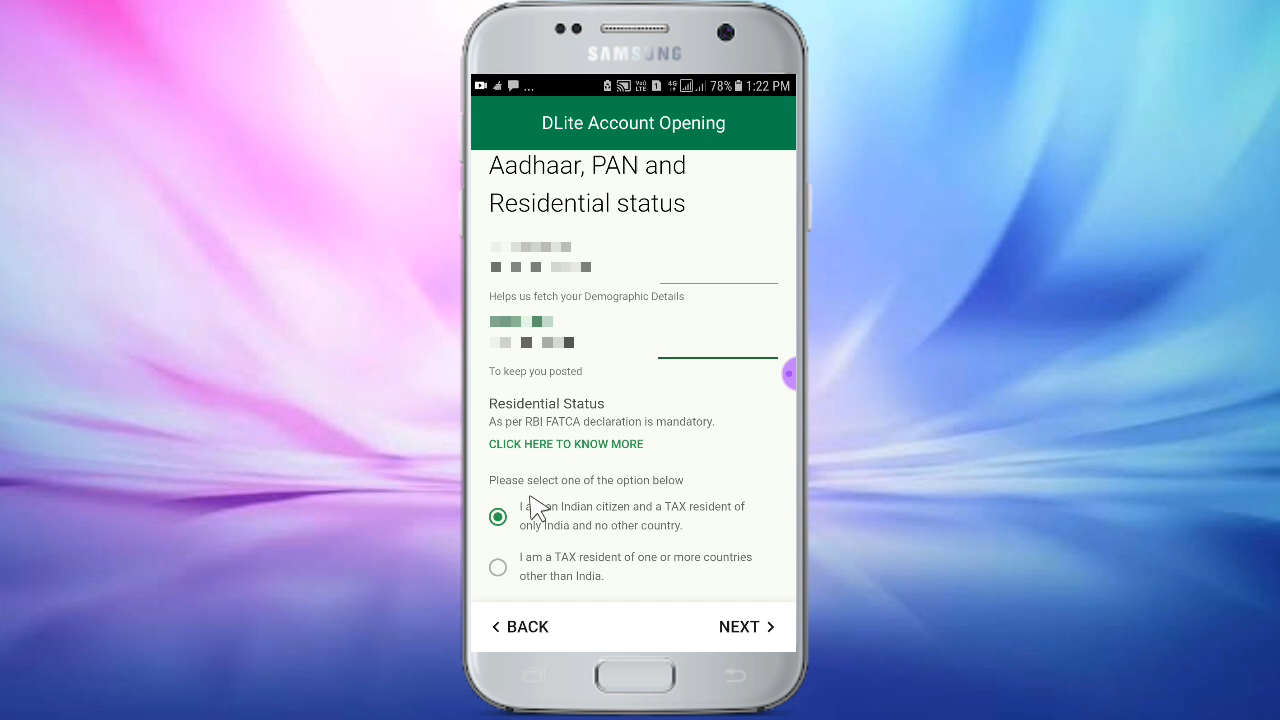 SAMSUNG
... 78% 1:22 PM
DLite Account Opening
Aadhaar, PAN and
Residential status
Helps us fetch your Demographic Details
To keep you posted
Residential Status
As per RBI FATCA declaration is mandatory.
CLICK HERE TO KNOW MORE
Please select one of the option below
I an Indian citizen and a TAX resident of
only India and no other country.
I am a TAX resident of one or more countries
other than India.
BACK
NEXT